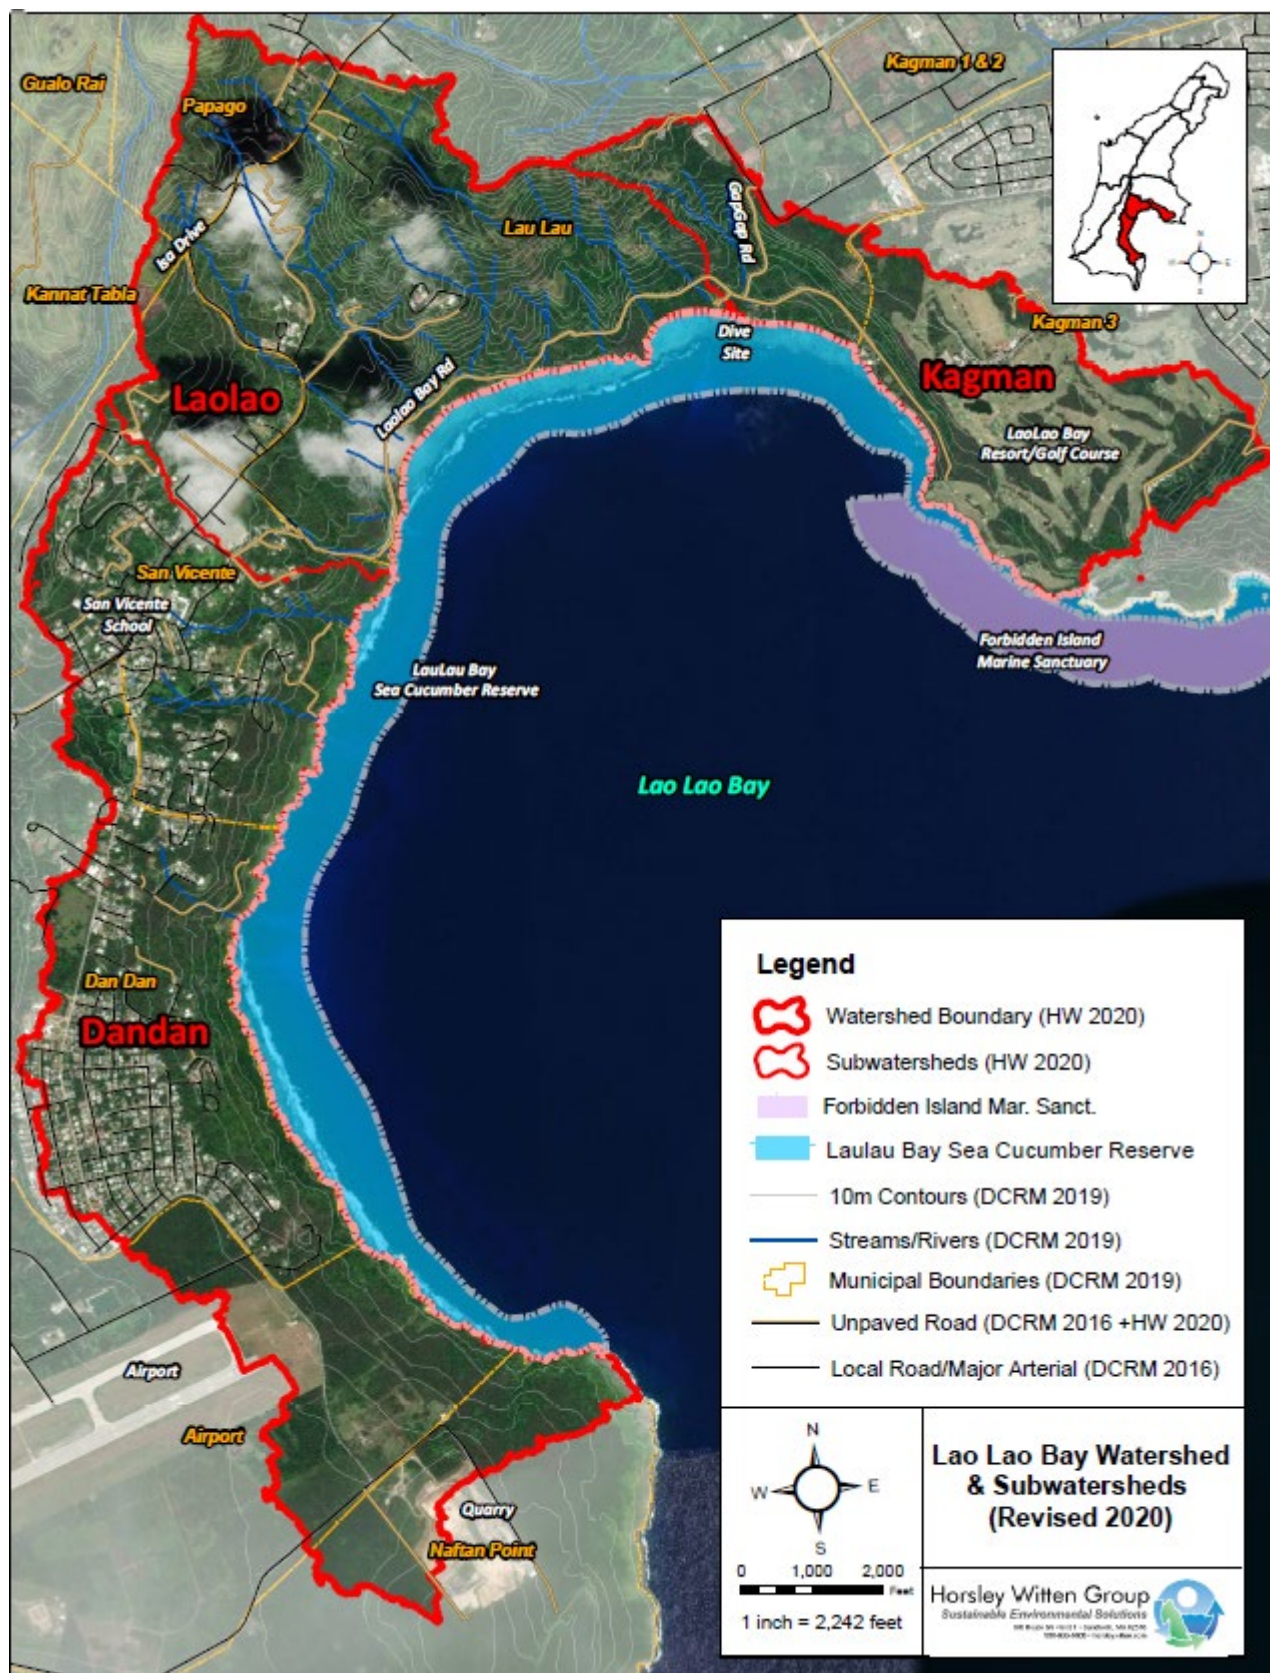 Gualo Rai
Papago
Kagman 1 & 2
Isa Drive
Lau Lau
GapGap Rd
Kannat Tabla
Kagman 3
Dive
Site
Kagman
Laolao
Laolao Bay Rd
LaoLao Bay
Resort/Golf Course
San Vicente
San Vicente
School
Forbidden Island
Marine Sanctuary
LauLau Bay
Sea Cucumber Reserve
Lao Lao Bay
Dan Dan
Dandan
Airport
Airport
Quarry
Naftan Point
N
W
E
S
Legend
Watershed Boundary (HW 2020)
Subwatersheds (HW 2020)
Forbidden Island Mar. Sanct.
Laulau Bay Sea Cucumber Reserve
10m Contours (DCRM 2019)
Streams/Rivers (DCRM 2019)
Municipal Boundaries (DCRM 2019)
Unpaved Road (DCRM 2016 +HW 2020)
Local Road/Major Arterial (DCRM 2016)
N
W E
S
0 1,000 2,000
Feet
1 inch = 2,242 feet
Lao Lao Bay Watershed
& Subwatersheds
(Revised 2020)
Horsley Witten Group
Sustainable Environmental Solutions